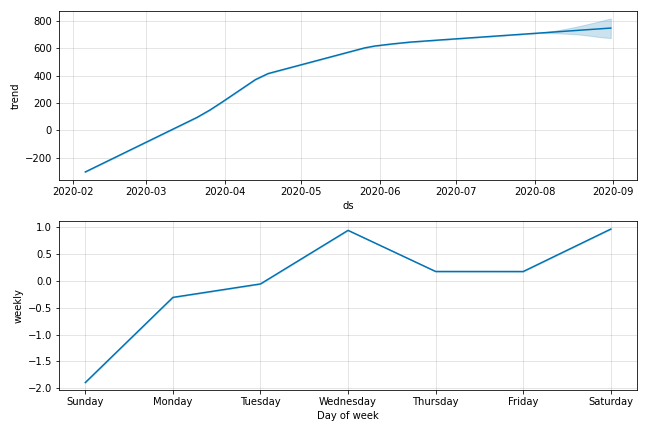 800
600
400
200
0
−200
trend
2020-02 2020-03 2020-04 2020-05 2020-06 2020-07 2020-08 2020-09
ds
1.0
0.5
0.0
−0.5
−1.0
−1.5
−2.0
weekly
Sunday Monday Tuesday Wednesday Thursday Friday Saturday
Day of week